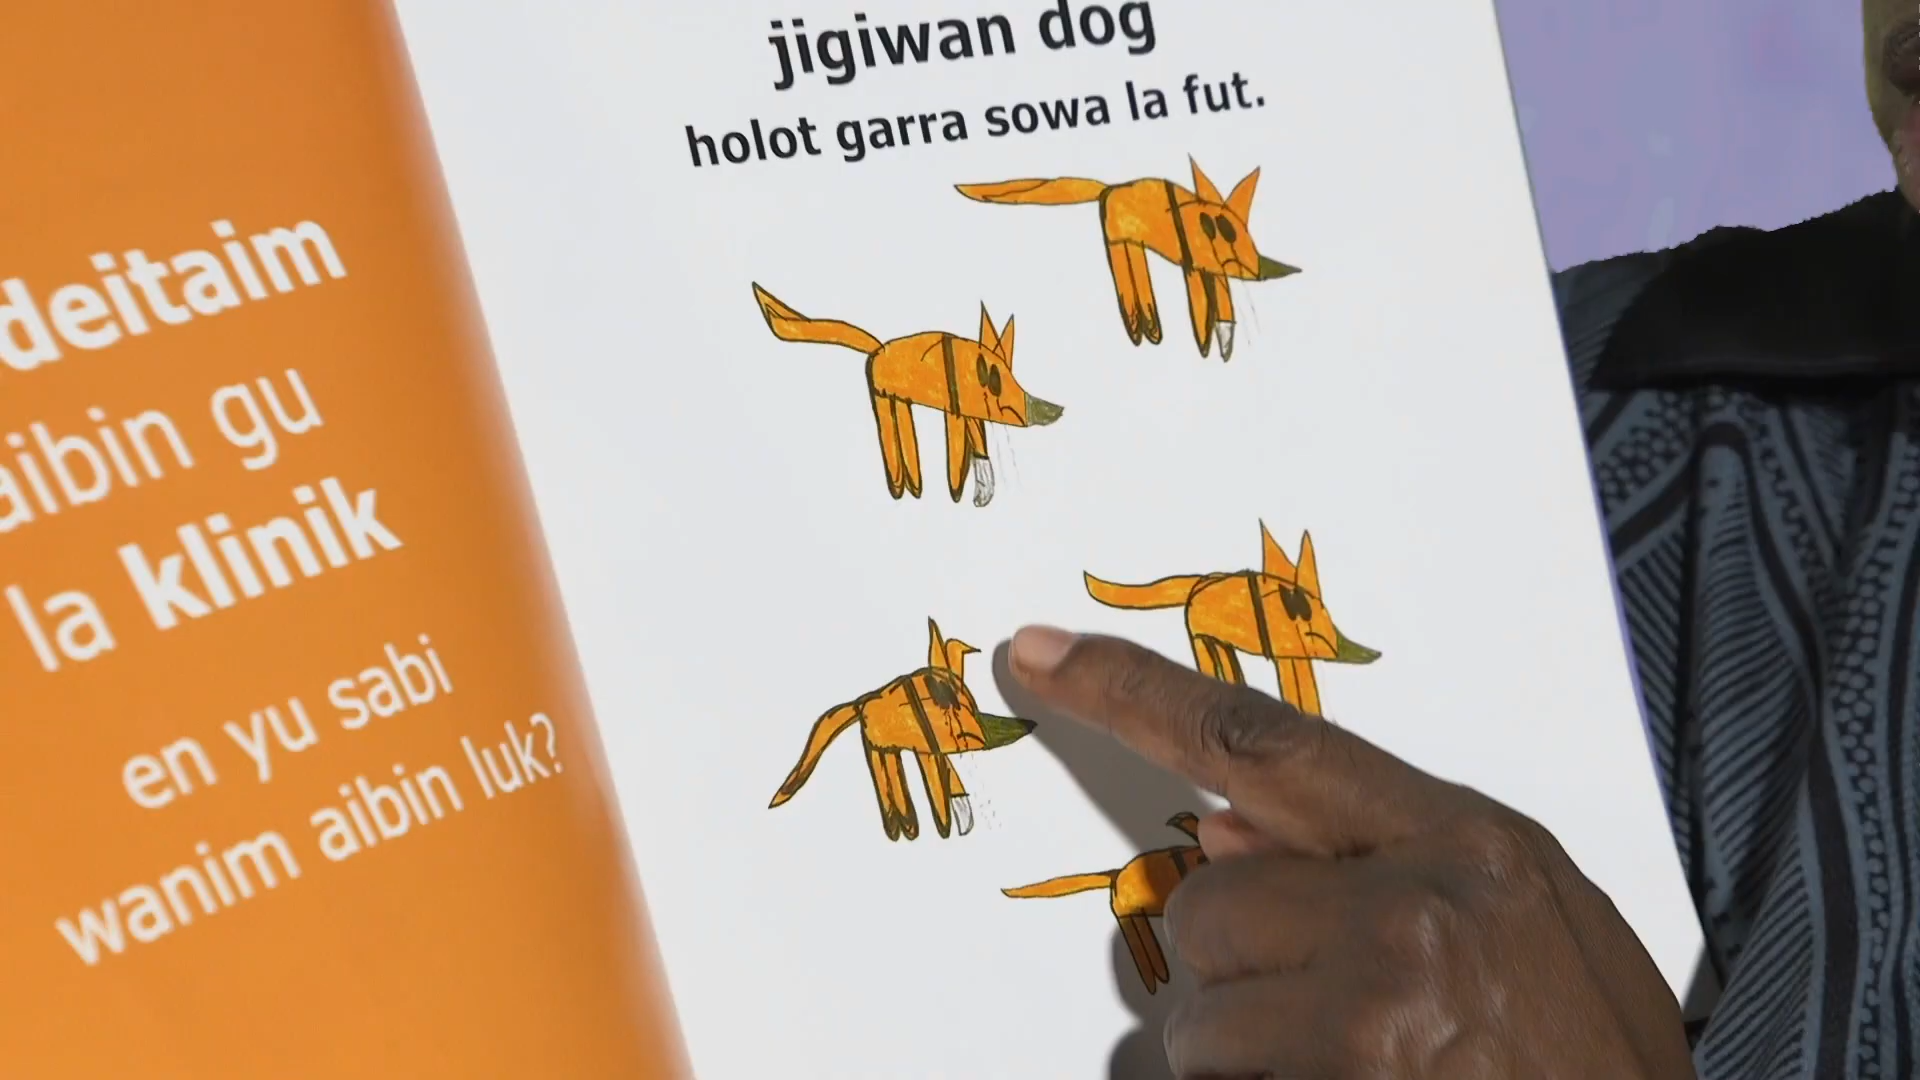 deitaim
aibin gu
la klinik
en yu sabi
wanim aibin luk?
jigiwan dog
holot garra sowa la fut.